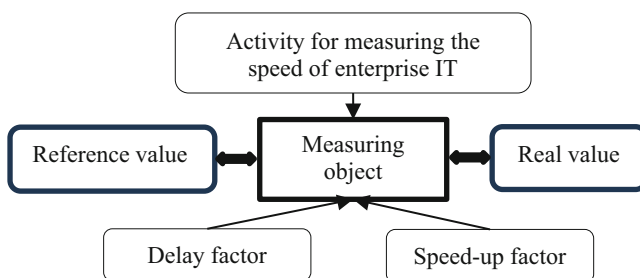 Activity for measuring the
speed of enterprise IT
Reference value
Measuring
object
Real value
Delay factor
Speed-up factor